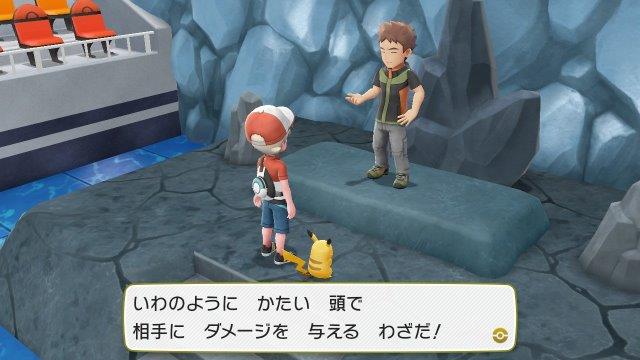 いわのように　かたい　頭で
相手に　ダメージを　与える　わざだ！